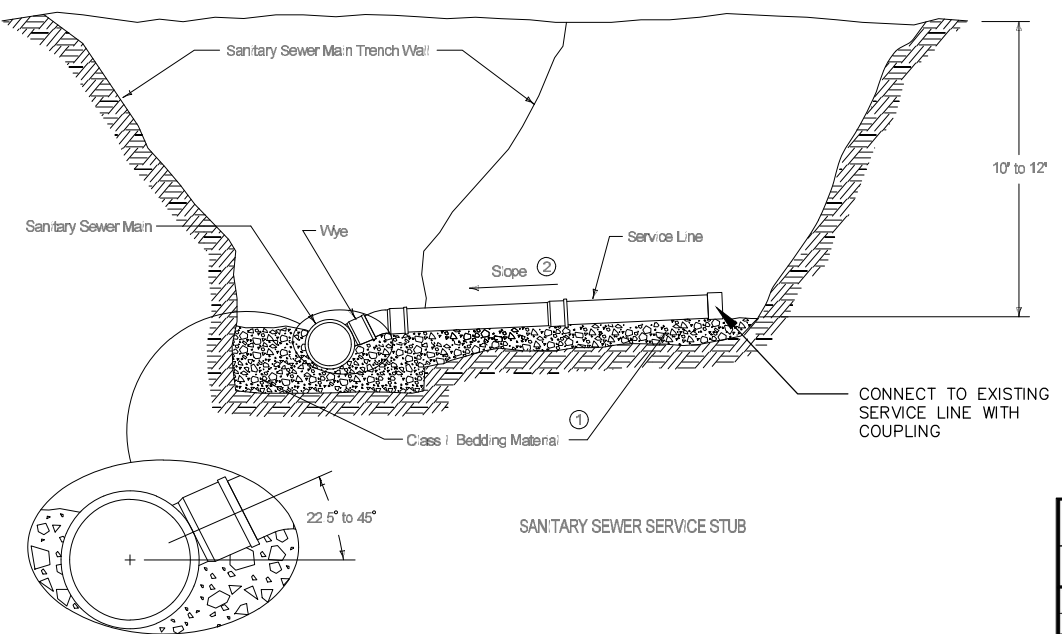 Sanitary Sewer Main Trench Wall
10" to 12"
Sanitary Sewer Main
Wye
Service Line
Slope 2
CONNECT TO EXISTING
SERVICE LINE WITH
COUPLING
1
Class I Bedding Material
22.5° to 45°
SANITARY SEWER SERVICE STUB